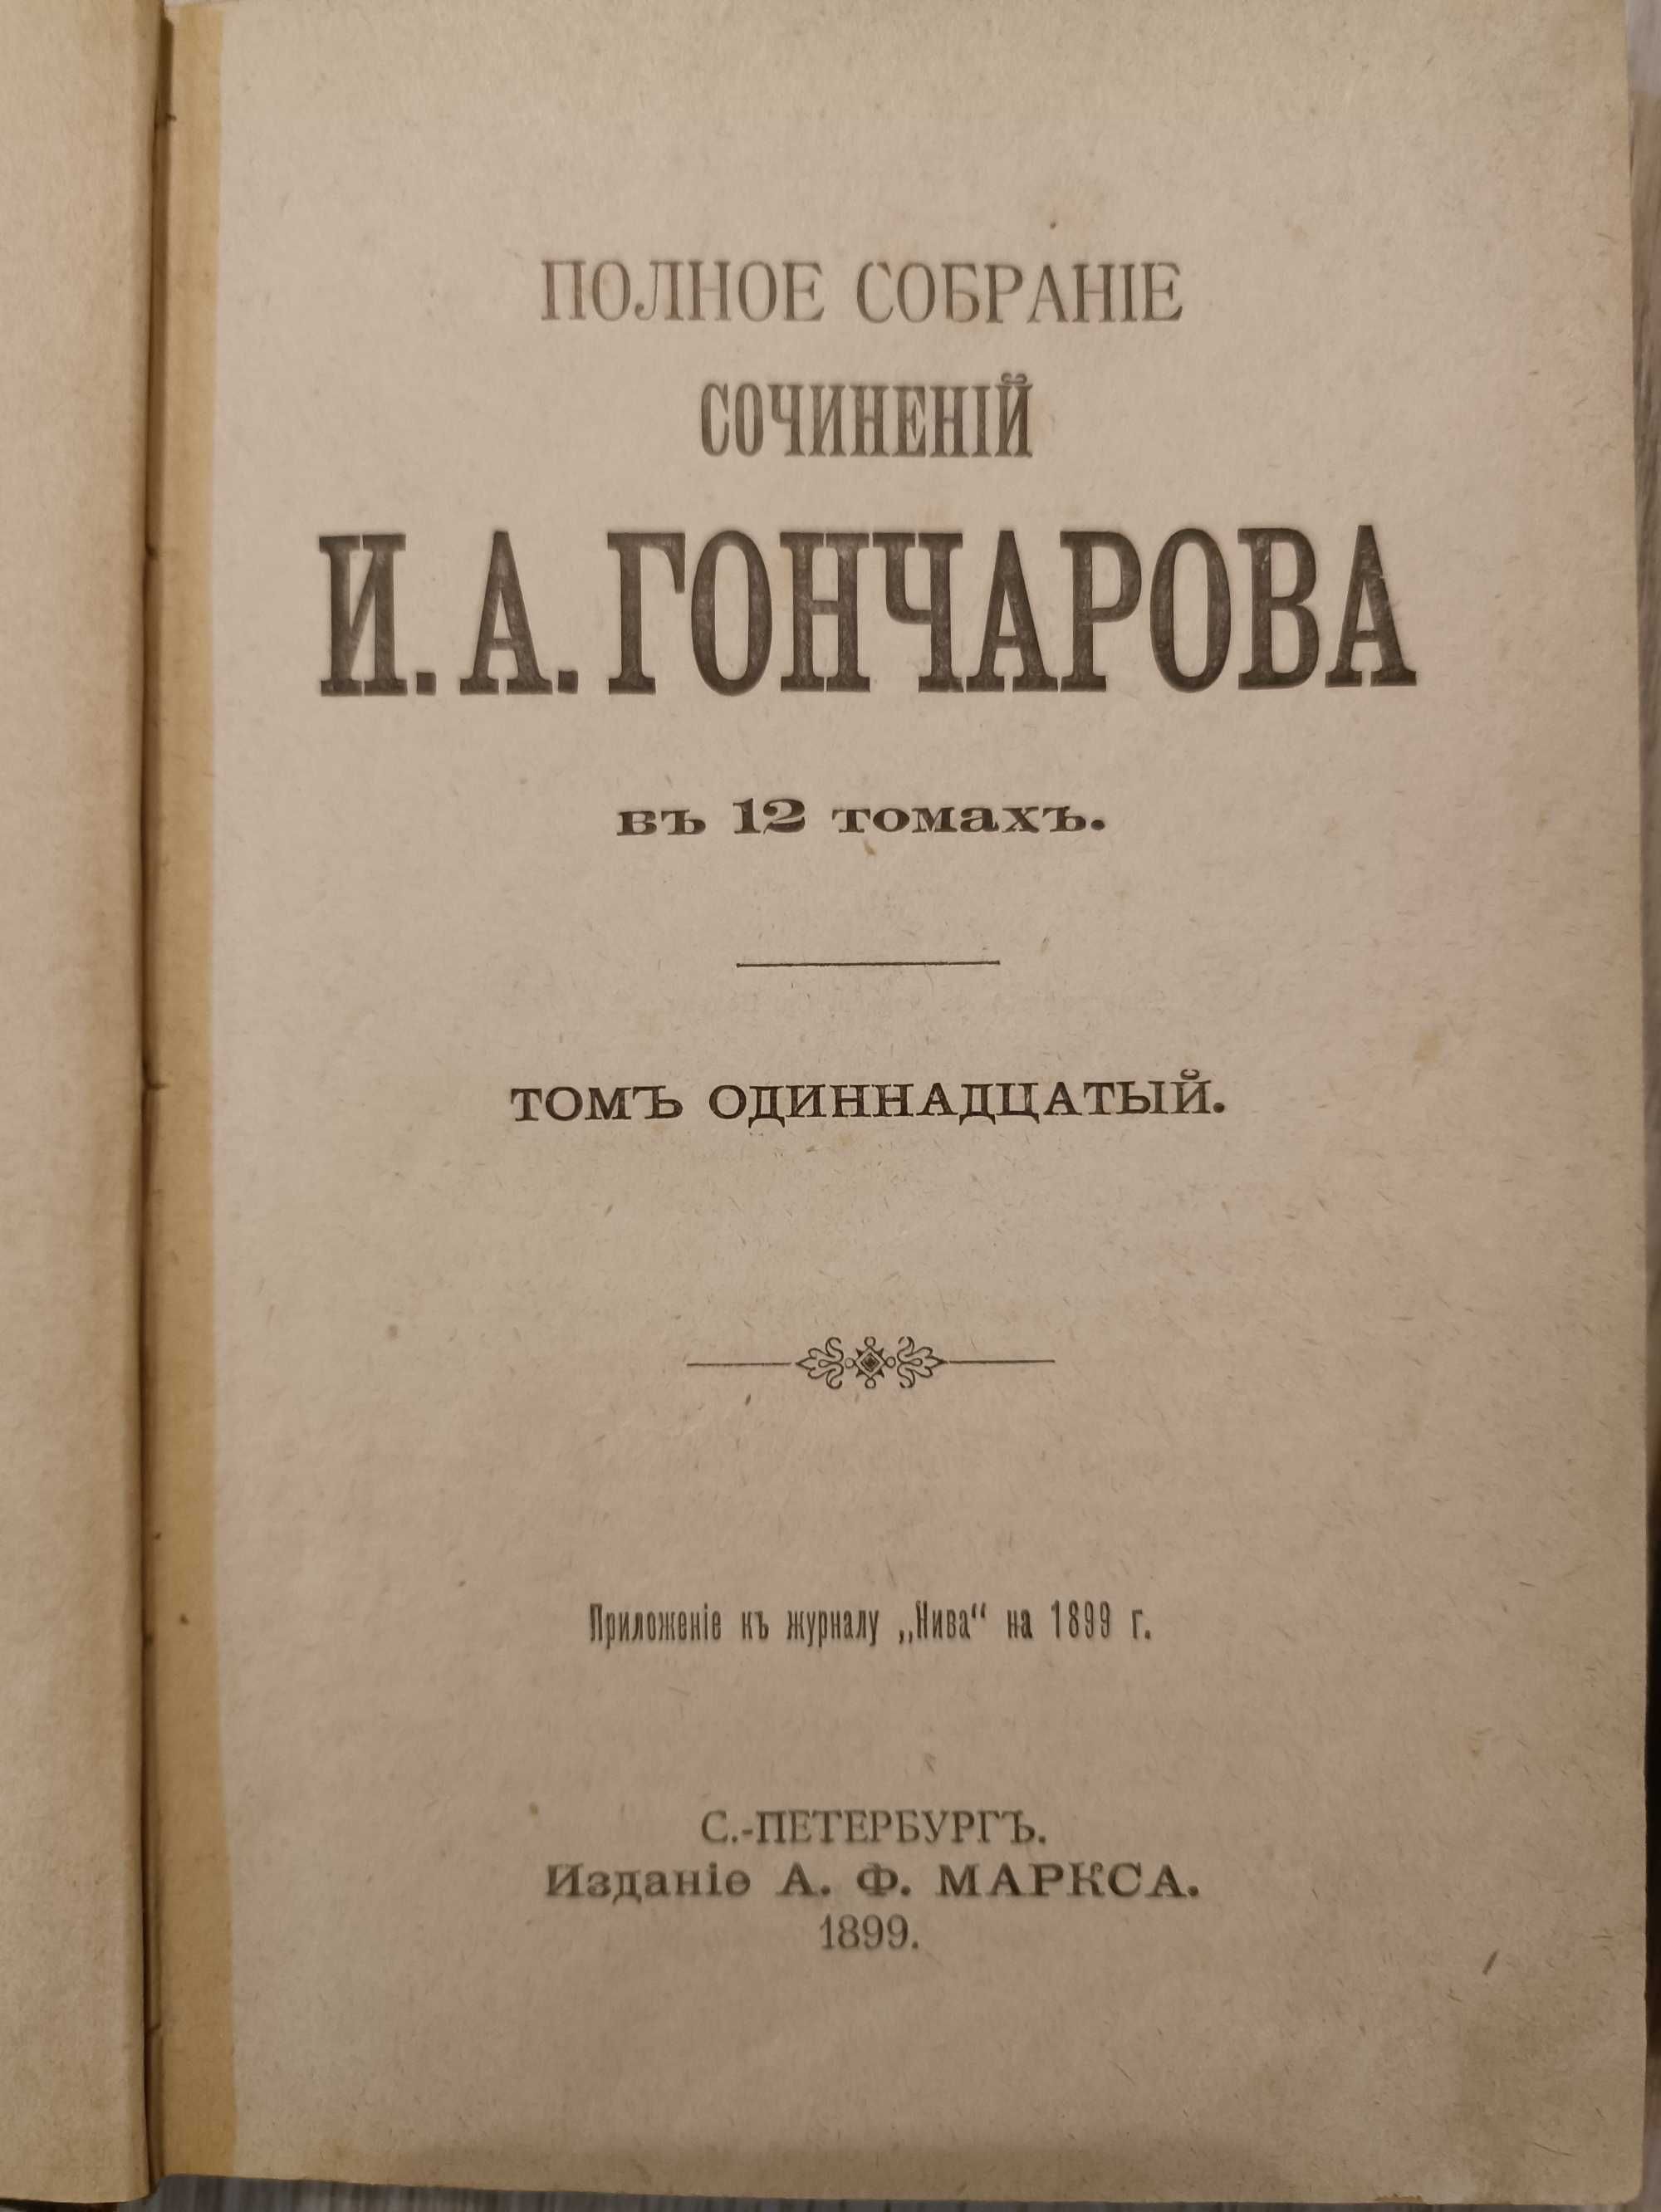 ПОЛНОЕ СОБРАНІЕ
СОЧИНЕНІЙ
И. А. ГОНЧАРОВА
въ 12 томахъ.
ТОМЪ ОДИННАДЦАТЫЙ.
Приложеніе къ журналу „Нива“ на 1899 г.
С.-ПЕТЕРБУРГЪ.
Изданіе А. Ф. МАРКСА.
1899.